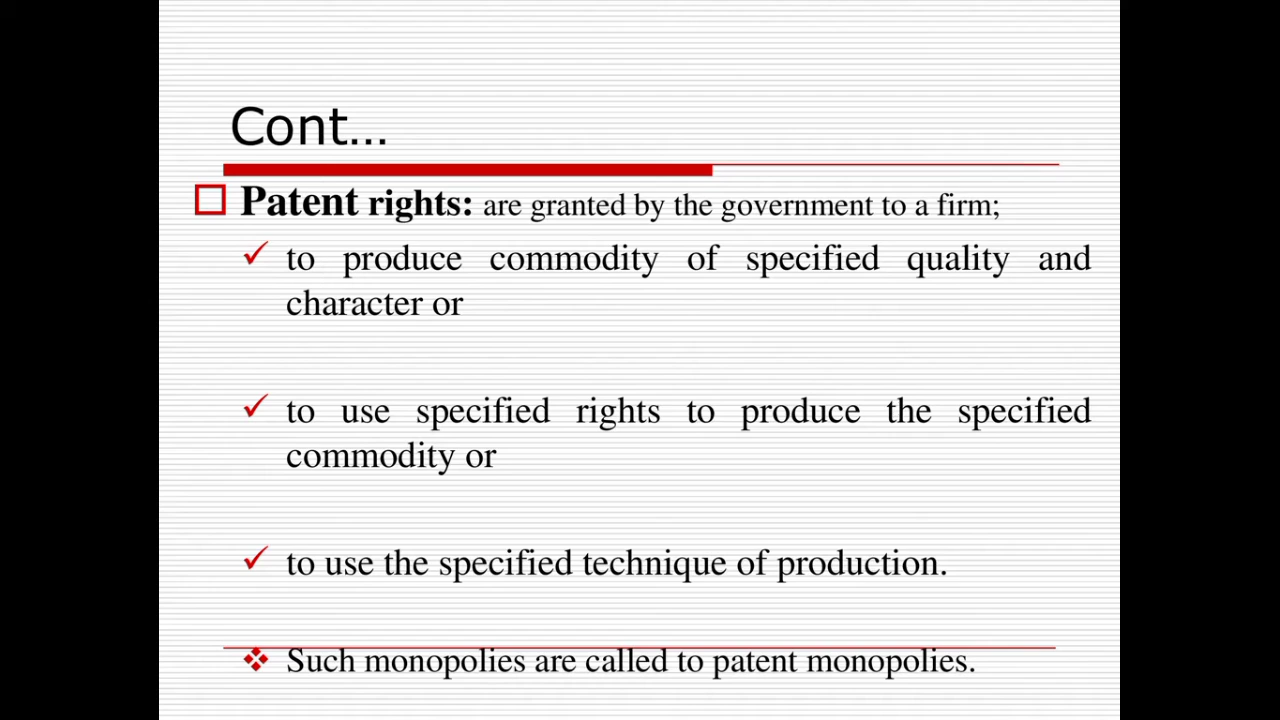 Cont…
Patent rights: are granted by the government to a firm;
to produce commodity of specified quality and
character or
to use specified rights to produce the specified
commodity or
to use the specified technique of production.
Such monopolies are called to patent monopolies.